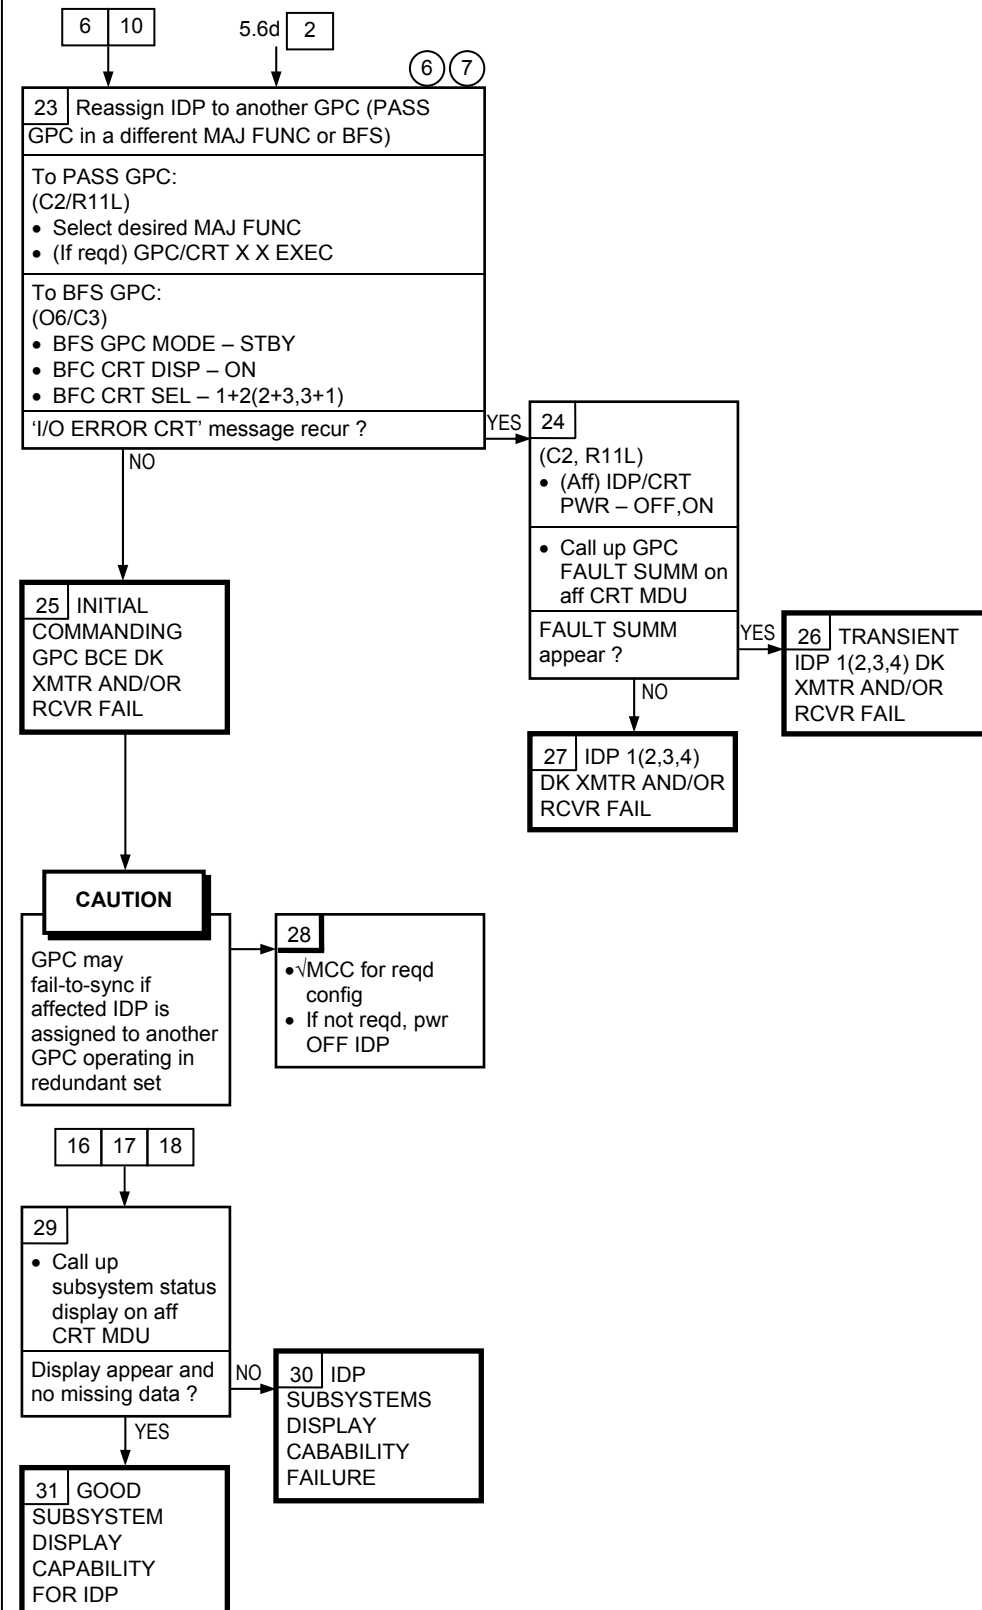 6 10
5.6d 2
6 7
23 Reassign IDP to another GPC (PASS
GPC in a different MAJ FUNC or BFS)
To PASS GPC:
(C2/R11L)
• Select desired MAJ FUNC
• (If reqd) GPC/CRT X X EXEC
To BFS GPC:
(O6/C3)
• BFS GPC MODE – STBY
• BFC CRT DISP – ON
• BFC CRT SEL – 1+2(2+3,3+1)
‘I/O ERROR CRT’ message recur ?
YES
NO
24
(C2, R11L)
• (Aff) IDP/CRT
PWR – OFF,ON
• Call up GPC
FAULT SUMM on
aff CRT MDU
FAULT SUMM
appear ?
YES
NO
25 INITIAL
COMMANDING
GPC BCE DK
XMTR AND/OR
RCVR FAIL
26 TRANSIENT
IDP 1(2,3,4) DK
XMTR AND/OR
RCVR FAIL
27 IDP 1(2,3,4)
DK XMTR AND/OR
RCVR FAIL
CAUTION
GPC may
fail-to-sync if
affected IDP is
assigned to another
GPC operating in
redundant set
28
•√MCC for reqd
config
• If not reqd, pwr
OFF IDP
16 17 18
29
• Call up
subsystem status
display on aff
CRT MDU
Display appear and
no missing data ?
NO
YES
30 IDP
SUBSYSTEMS
DISPLAY
CABABILITY
FAILURE
31 GOOD
SUBSYSTEM
DISPLAY
CAPABILITY
FOR IDP